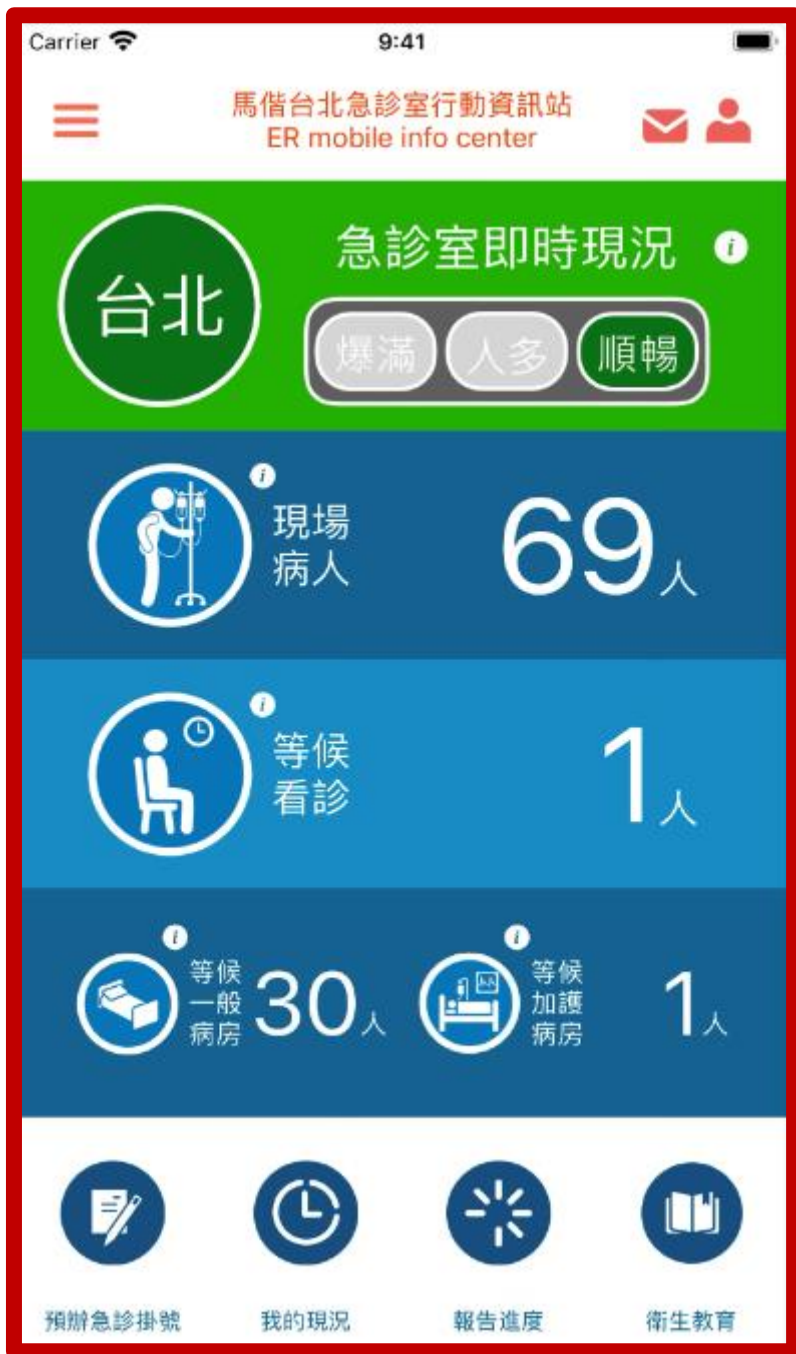 Carrier 9:41
馬偕台北急診室行動資訊站
ER mobile info center
台北
急診室即時現況 i
爆滿 人多 順暢
i
現場
病人
69人
i
等候
看診
1人
i
等候
一般
病房
30人
i
等候
加護
病房
1人
預辦急診掛號 我的現況 報告進度 衛生教育